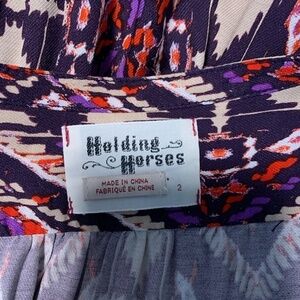 Holding
Horses
MADE IN CHINA
FABRIQUÉ EN CHINE
2